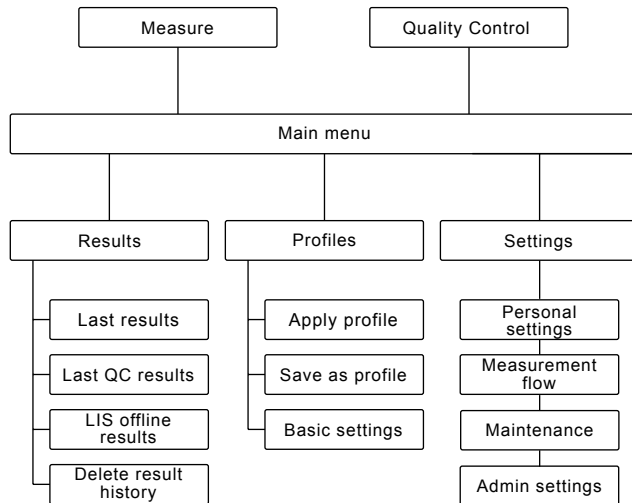 Measure
Quality Control
Main menu
Results
Profiles
Settings
Last results
Apply profile
Personal
settings
Last QC results
Save as profile
Measurement
flow
LIS offline
results
Basic settings
Maintenance
Delete result
history
Admin settings